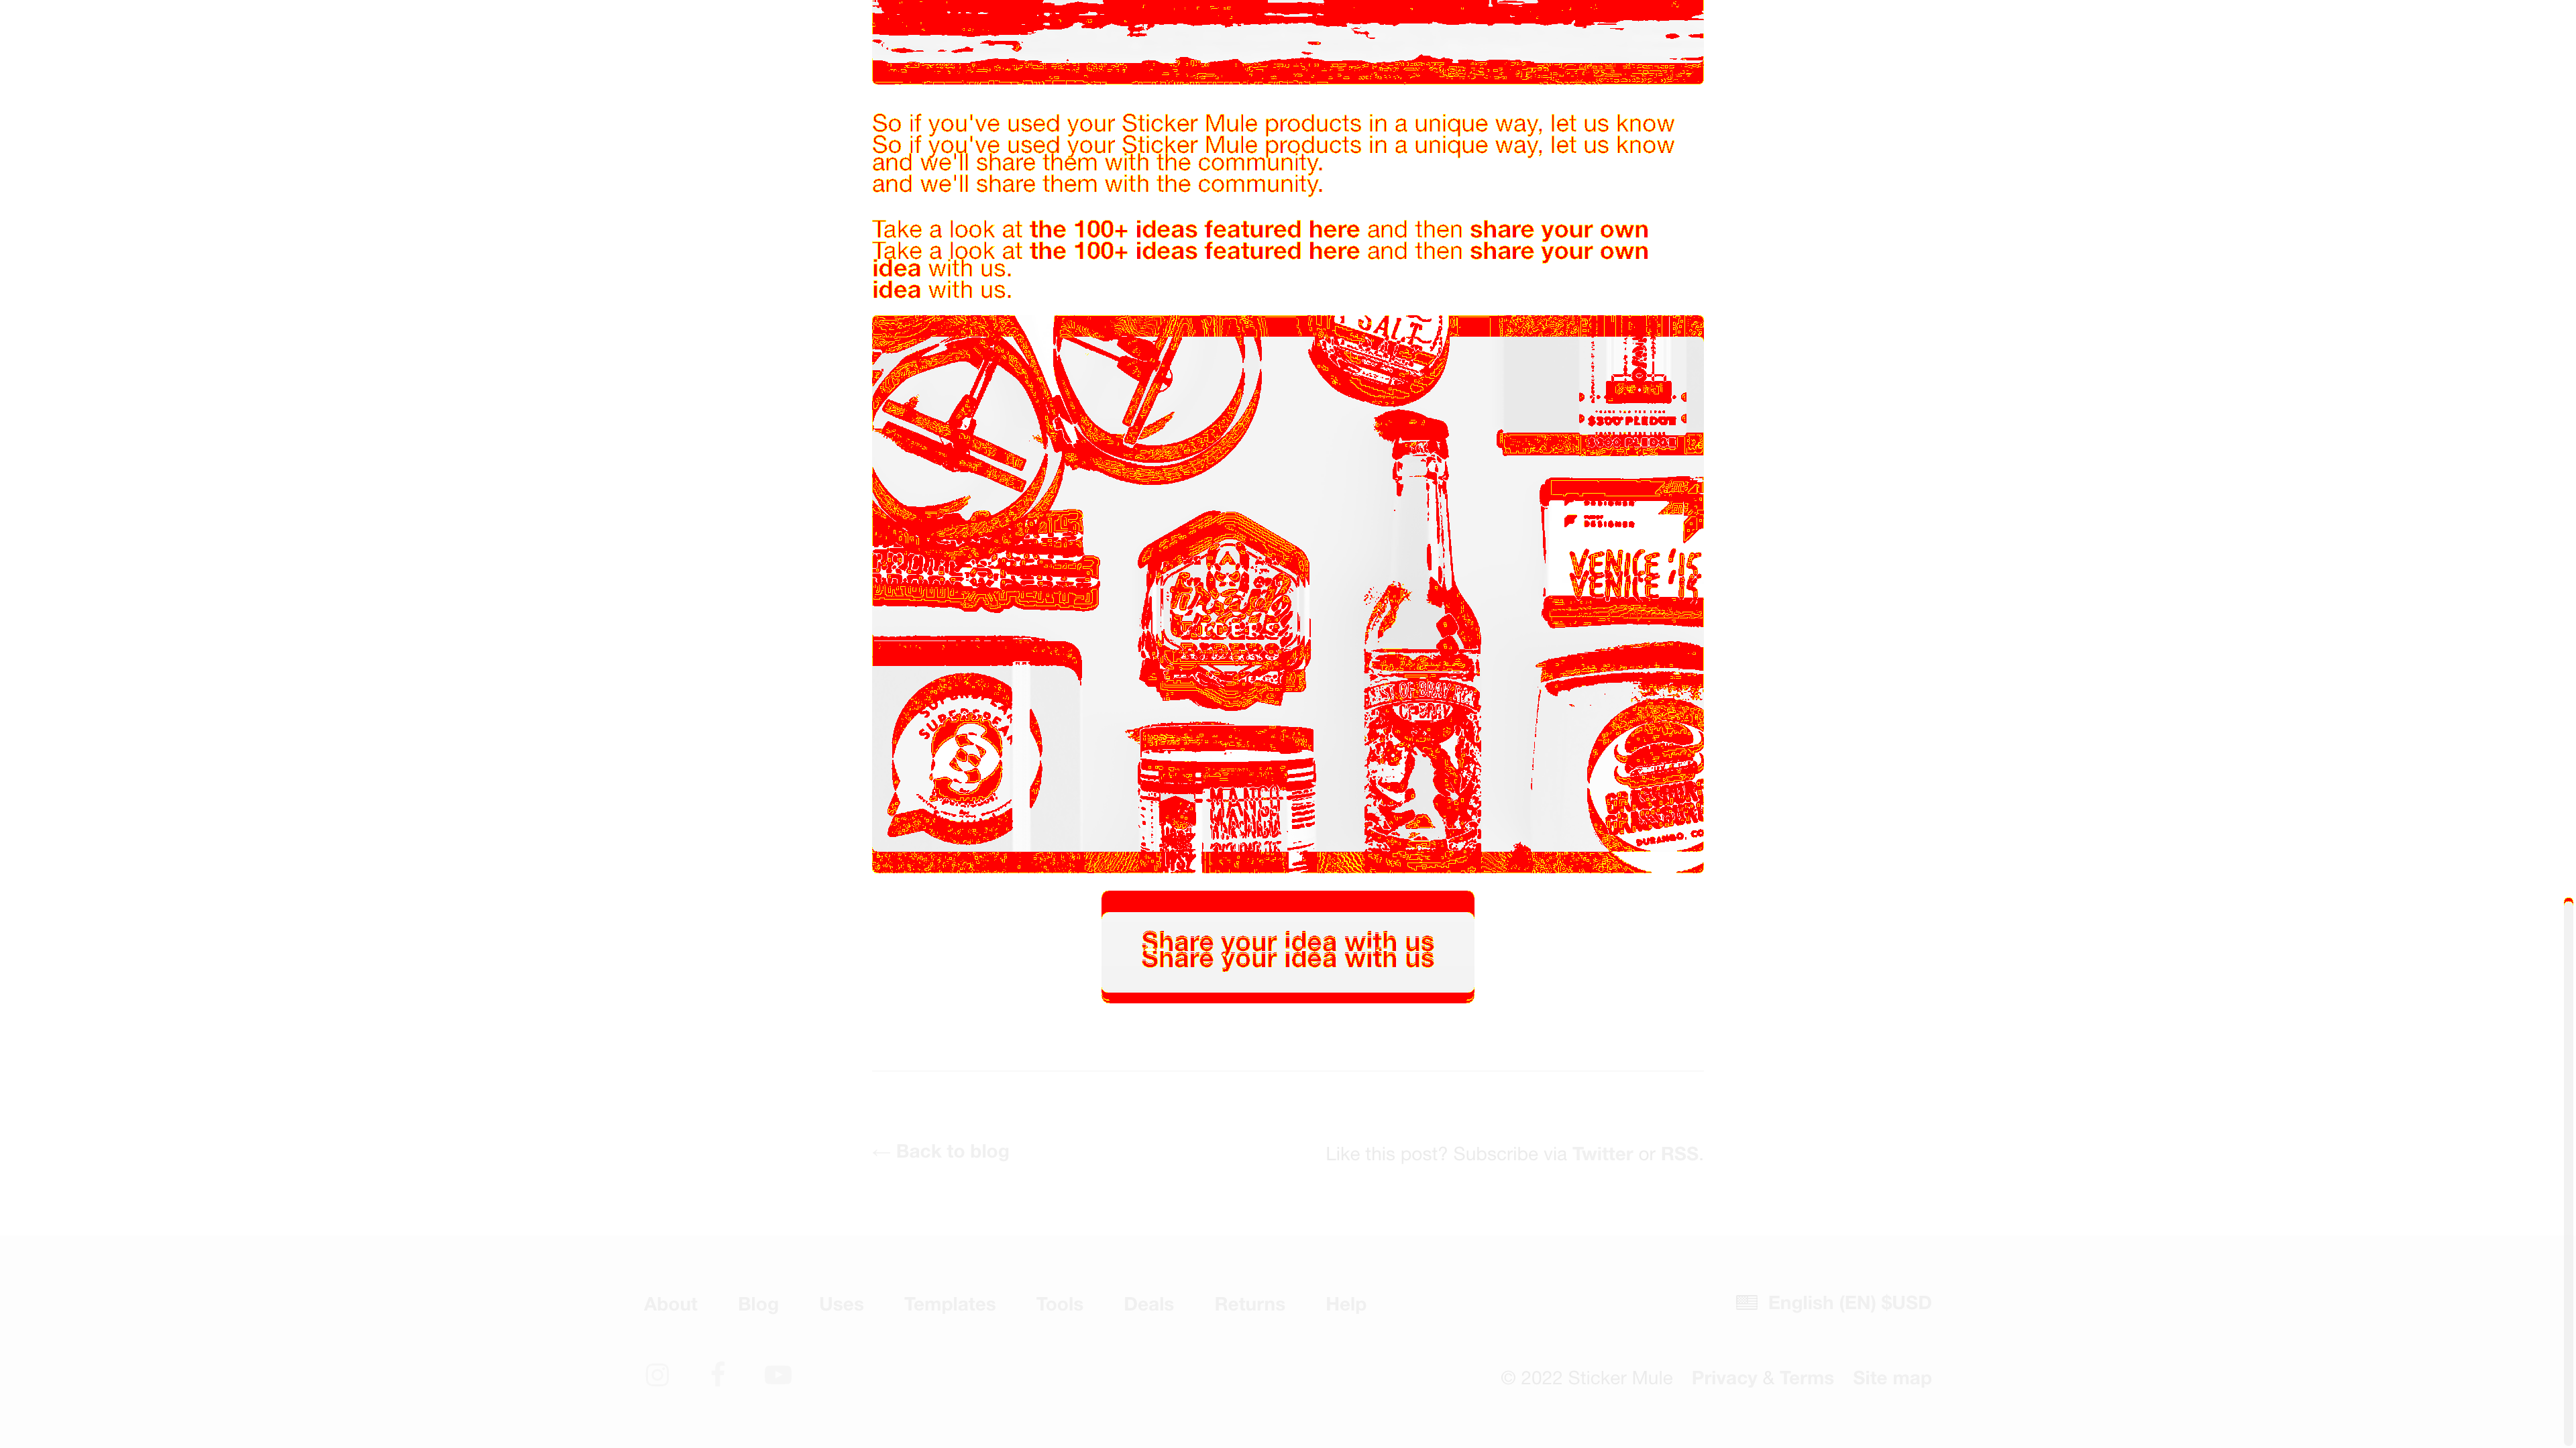 So if you've used your Sticker Mule products in a unique way, let us know
So if you've used your Sticker Mule products in a unique way, let us know
and we'll share them with the community.
and we'll share them with the community.
Take a look at the 100+ ideas featured here and then share your own
Take a look at the 100+ ideas featured here and then share your own
idea with us.
idea with us.
SALT
$300 PLEDGE
DESIGNER
DESIGNER
VENICE '15
VENICE '15
DURANGO, CO
Share your idea with us
Share your idea with us
← Back to blog
Like this post? Subscribe via Twitter or RSS.
About Blog Uses Templates Tools Deals Returns Help
English (EN) $USD
© 2022 Sticker Mule Privacy & Terms Site map